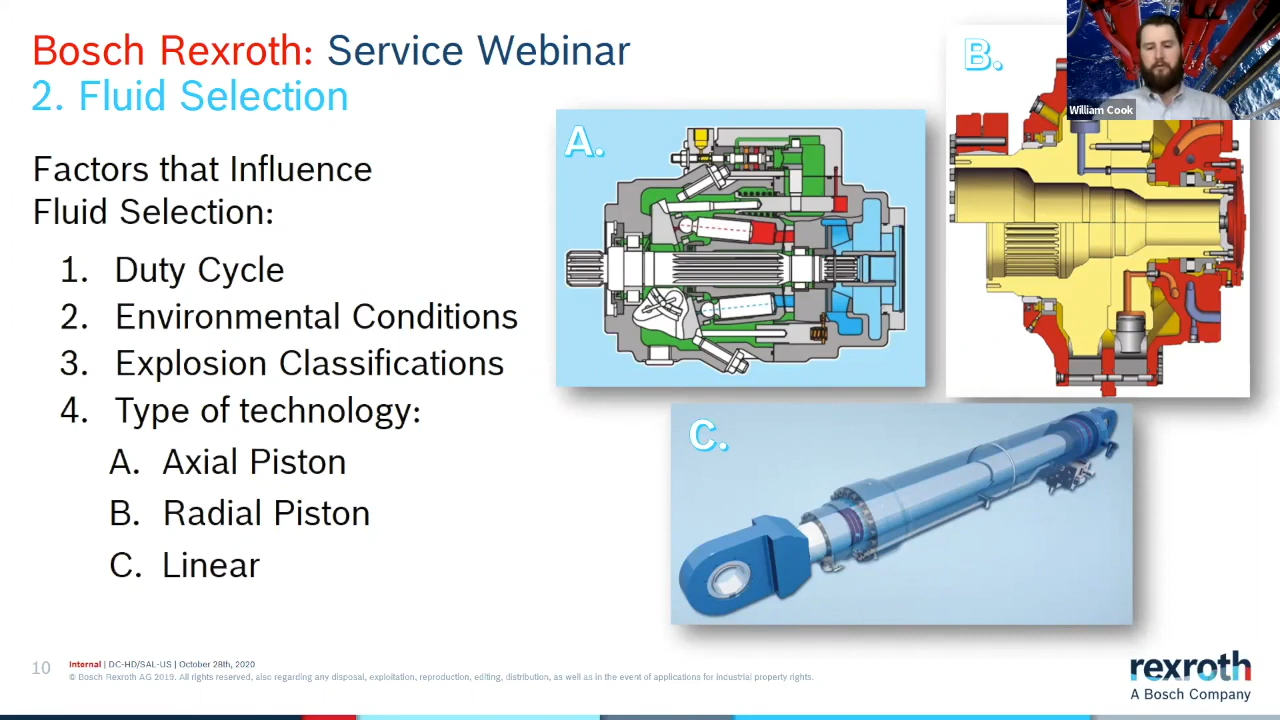 Bosch Rexroth: Service Webinar
2. Fluid Selection
Factors that Influence
Fluid Selection:
1. Duty Cycle
2. Environmental Conditions
3. Explosion Classifications
4. Type of technology:
A. Axial Piston
B. Radial Piston
C. Linear
A.
B.
William Cook
C.
10
Internal | DC-HD/SAL-US | October 28th, 2020
© Bosch Rexroth AG 2019. All rights reserved, also regarding any disposal, exploitation, reproduction, editing, distribution, as well as in the event of applications for industrial property rights.
rexroth
A Bosch Company